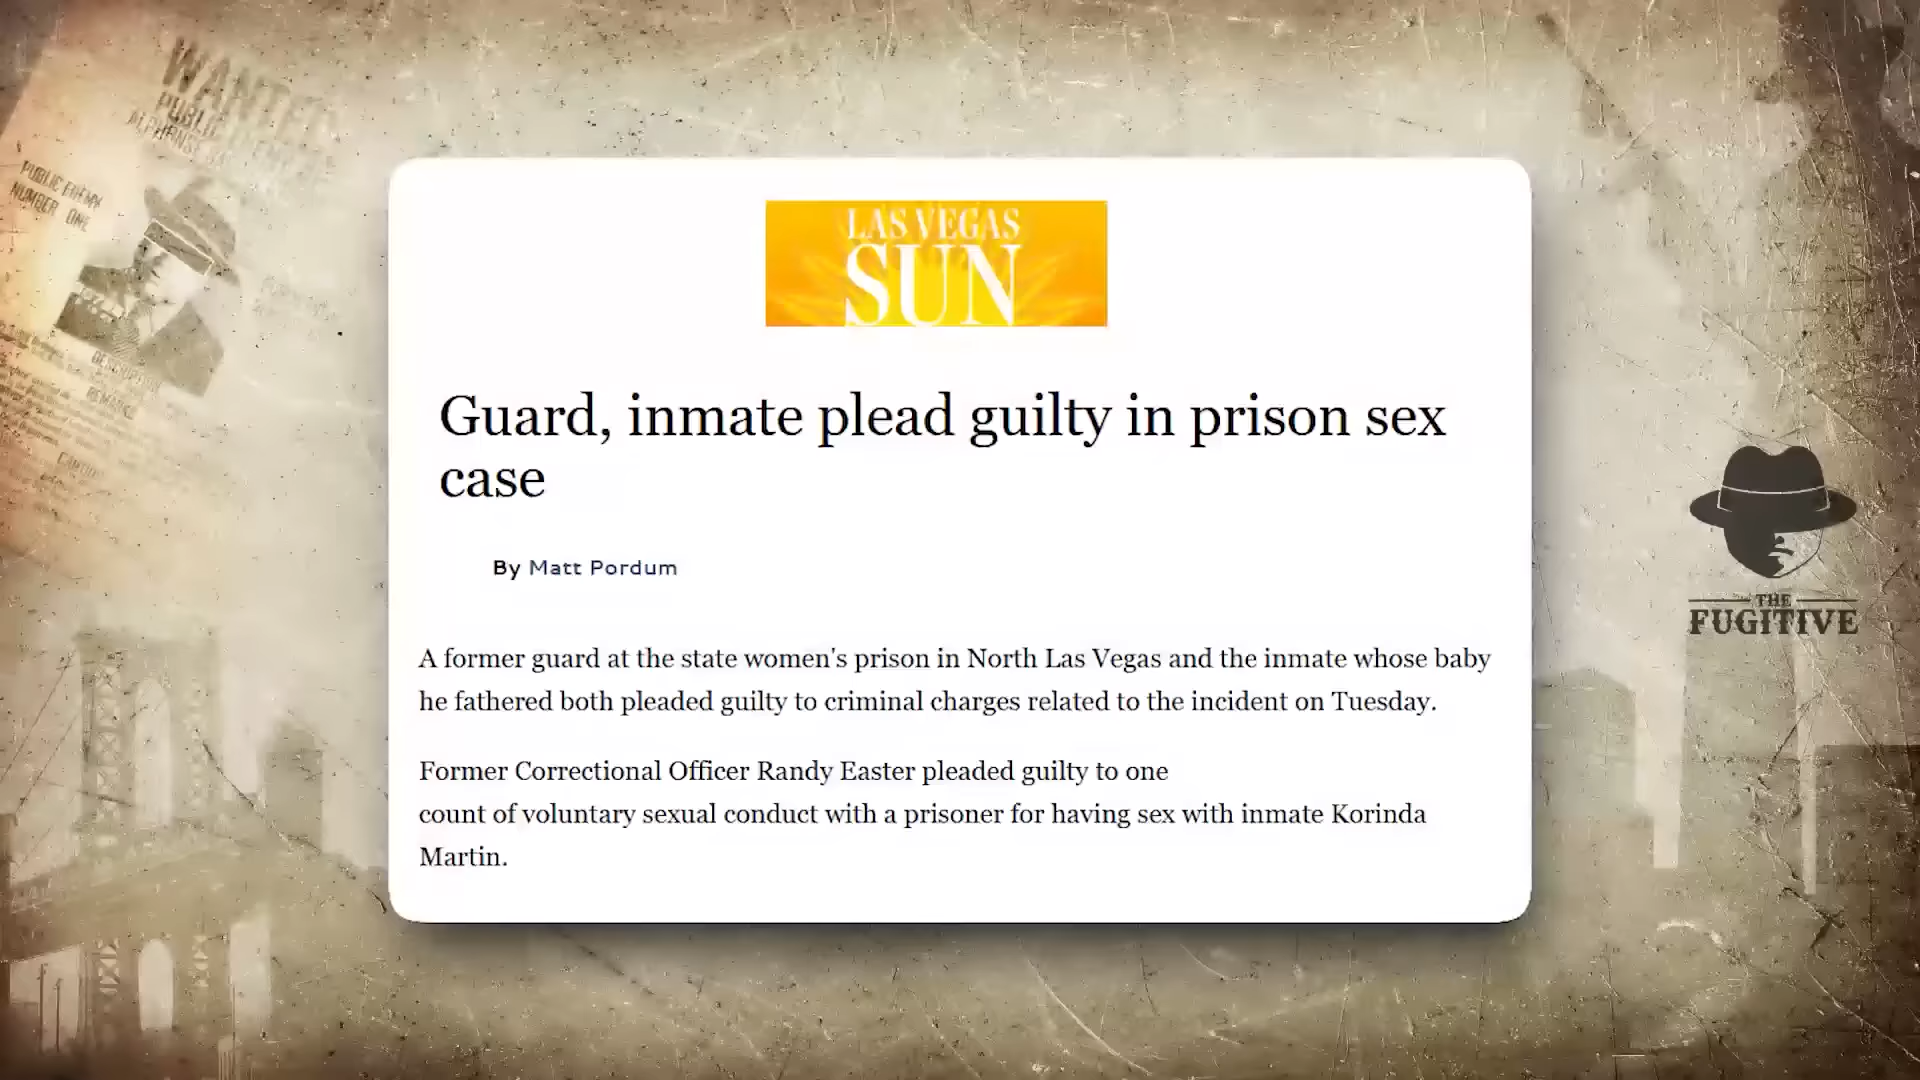 WANTED
PUBLIC ENEMY
NUMBER ONE
DESCRIPTION
REMARKS
LAS VEGAS
SUN
Guard, inmate plead guilty in prison sex
case
By Matt Pordum
A former guard at the state women's prison in North Las Vegas and the inmate whose baby
he fathered both pleaded guilty to criminal charges related to the incident on Tuesday.
Former Correctional Officer Randy Easter pleaded guilty to one
count of voluntary sexual conduct with a prisoner for having sex with inmate Korinda
Martin.
THE
FUGITIVE